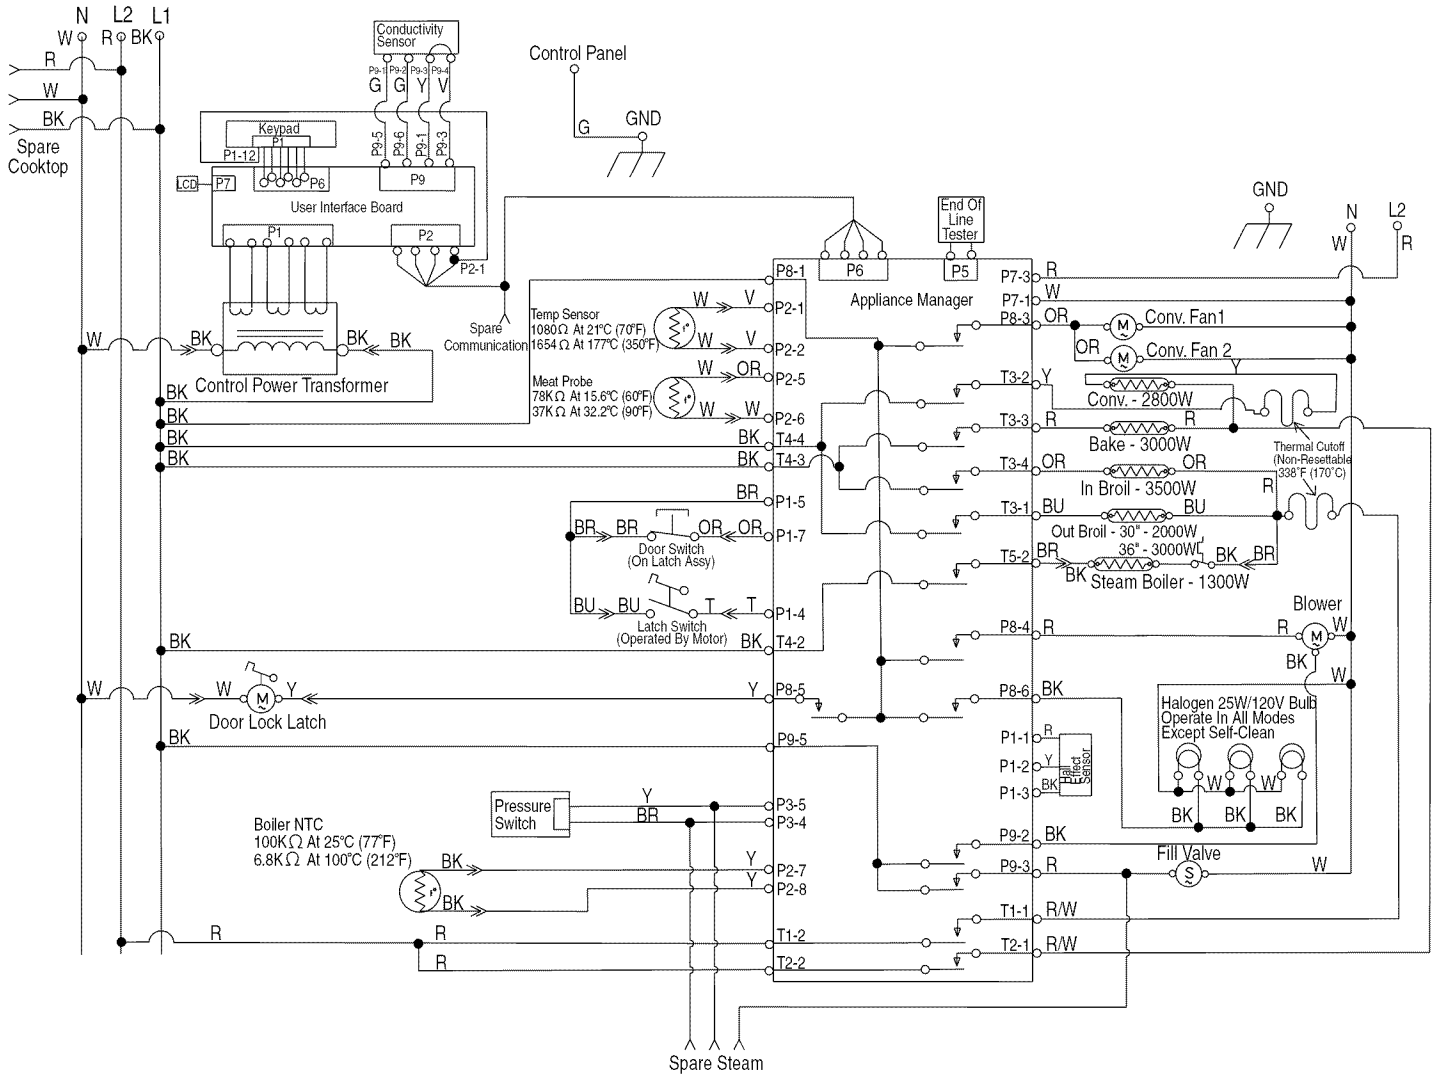 N L2 L1
W R BK
R
W
BK
Spare
Cooktop
Conductivity
Sensor
P9-1 P9-2 P9-3 P9-4
G G Y V
P9-5 P9-6 P9-1 P9-3
Control Panel
G
GND
Keypad
P1
P1-12
LCD P7 P6 P9
User Interface Board
P1 P2
P2-1
Spare
Communication
W BK BK BK
Control Power Transformer
BK
BK
BK
BK
Temp Sensor
1080Ω At 21°C (70°F)
1654 Ω At 177°C (350°F)
W V
W V
Meat Probe
78KΩ At 15.6°C (60°F)
37KΩ At 32.2°C (90°F)
W OR
W W
BK
BK
BR
BR BR OR OR
Door Switch
(On Latch Assy)
BU BU T T
Latch Switch
(Operated By Motor)
BK BK
W W M Y Y
Door Lock Latch
BK
Pressure
Switch
Y
BR
Boiler NTC
100KΩ At 25°C (77°F)
6.8KΩ At 100°C (212°F)
BK Y
BK Y
R R
R
Spare Steam
P8-1
P2-1
P2-2
P2-5
P2-6
T4-4
T4-3
P1-5
P1-7
P1-4
T4-2
P8-5
P9-5
P3-5
P3-4
P2-7
P2-8
T1-2
T2-2
P6 P5
End Of
Line
Tester
Appliance Manager
P7-3 R
P7-1 W
P8-3 OR
T3-2 Y
T3-3 R
T3-4 OR
T3-1 BU
T5-2 BR
P8-4 R
P8-6 BK
P1-1 R
P1-2 Y
P1-3 BK
Hall
Effect
Sensor
P9-2 BK
P9-3 R
T1-1 R/W
T2-1 R/W
GND
N L2
W R
M Conv. Fan1
OR M Conv. Fan 2
Y
Conv. - 2800W
R
Bake - 3000W
Thermal Cutoff
(Non-Resettable
338°F (170°C)
OR
In Broil - 3500W
R
BU
Out Broil - 30" - 2000W
36" - 3000W
BK BK BR
Steam Boiler - 1300W
Blower
R M W
BK
W
Halogen 25W/120V Bulb
Operate In All Modes
Except Self-Clean
W W
BK BK BK
Fill Valve
S W